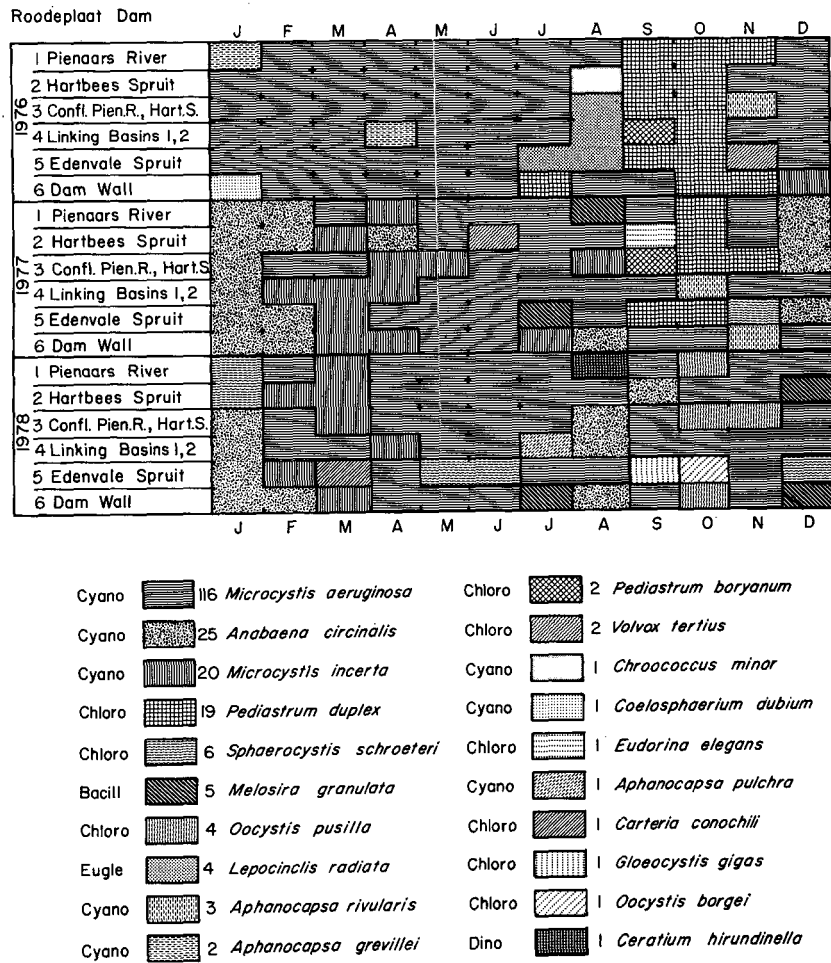 Roodeplaat Dam
J F M A M J J A S O N D
1976
1 Pienaars River
2 Hartbees Spruit
3 Confl. Pien.R., Hart.S.
4 Linking Basins 1,2
5 Edenvale Spruit
6 Dam Wall
1977
1 Pienaars River
2 Hartbees Spruit
3 Confl. Pien.R., Hart.S.
4 Linking Basins 1,2
5 Edenvale Spruit
6 Dam Wall
1978
1 Pienaars River
2 Hartbees Spruit
3 Confl. Pien.R., Hart.S.
4 Linking Basins 1,2
5 Edenvale Spruit
6 Dam Wall
J F M A M J J A S O N D
Cyano 116 Microcystis aeruginosa
Cyano 25 Anabaena circinalis
Cyano 20 Microcystis incerta
Chloro 19 Pediastrum duplex
Chloro 6 Sphaerocystis schroeteri
Bacill 5 Melosira granulata
Chloro 4 Oocystis pusilla
Eugle 4 Lepocinclis radiata
Cyano 3 Aphanocapsa rivularis
Cyano 2 Aphanocapsa grevillei
Chloro 2 Pediastrum boryanum
Chloro 2 Volvox tertius
Cyano 1 Chroococcus minor
Cyano 1 Coelosphaerium dubium
Chloro 1 Eudorina elegans
Cyano 1 Aphanocapsa pulchra
Chloro 1 Carteria conochili
Chloro 1 Gloeocystis gigas
Chloro 1 Oocystis borgei
Dino 1 Ceratium hirundinella